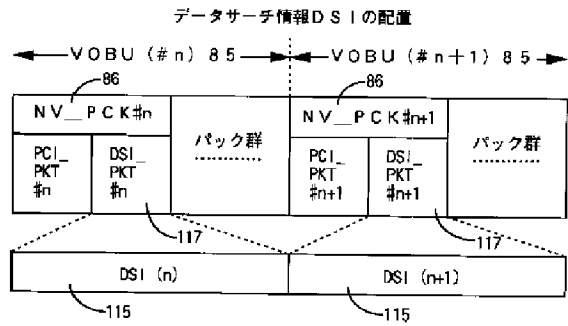 データサーチ情報DSIの配置
VOBU(#n)85
VOBU(#n+1)85
86
86
NV_PCK#n
パック群
NV_PCK#n+1
パック群
PCI_
PKT
#n
DSI_
PKT
#n
PCI_
PKT
#n+1
DSI_
PKT
#n+1
117
117
DSI (n)
DSI (n+1)
115
115